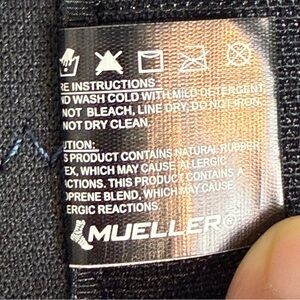 RE INSTRUCTIONS:
ND WASH COLD WITH MILD DETERGENT,
NOT BLEACH, LINE DRY, DO NOT IRON,
NOT DRY CLEAN.
UTION:
S PRODUCT CONTAINS NATURAL RUBBER
EX, WHICH MAY CAUSE ALLERGIC
CTIONS. THIS PRODUCT CONTAINS A
OPRENE BLEND, WHICH MAY CAUSE
ERGIC REACTIONS.
MUELLER®